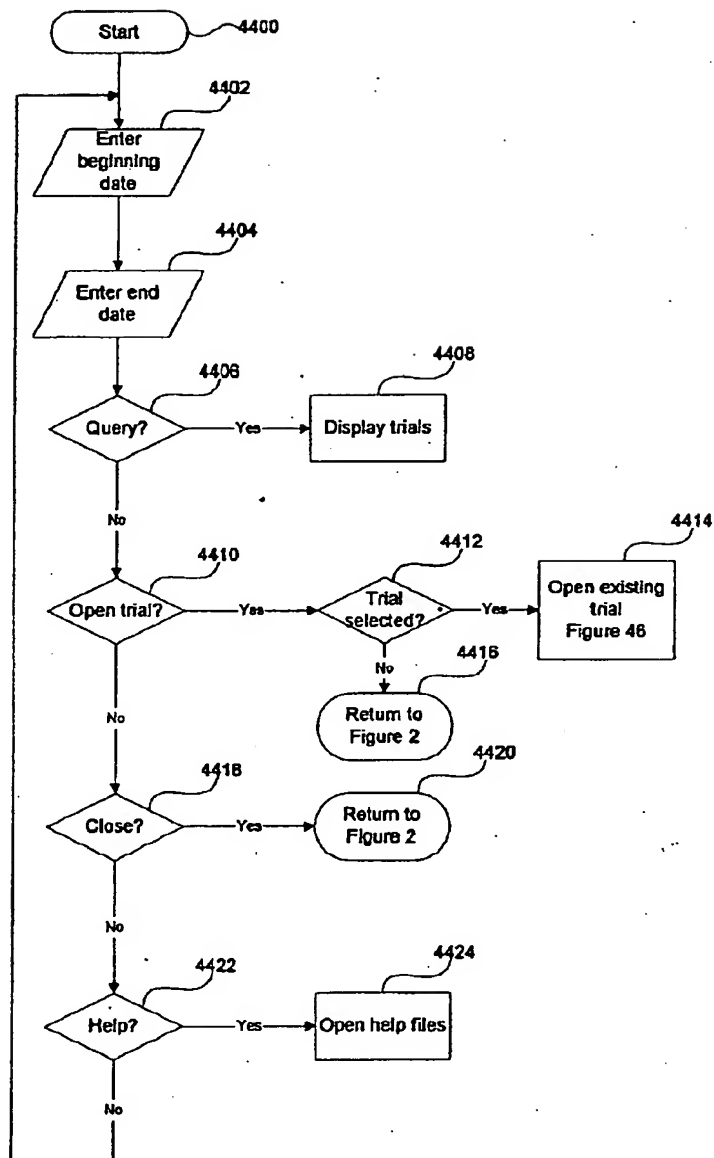 Start
4400
4402
Enter
beginning
date
4404
Enter end
date
4406
4408
Query?
Yes
Display trials
No
4410
4412
4414
Open trial?
Yes
Trial
selected?
Yes
Open existing
trial
Figure 46
No
4416
No
Return to
Figure 2
4418
4420
Close?
Yes
Return to
Figure 2
No
4422
4424
Help?
Yes
Open help files
No